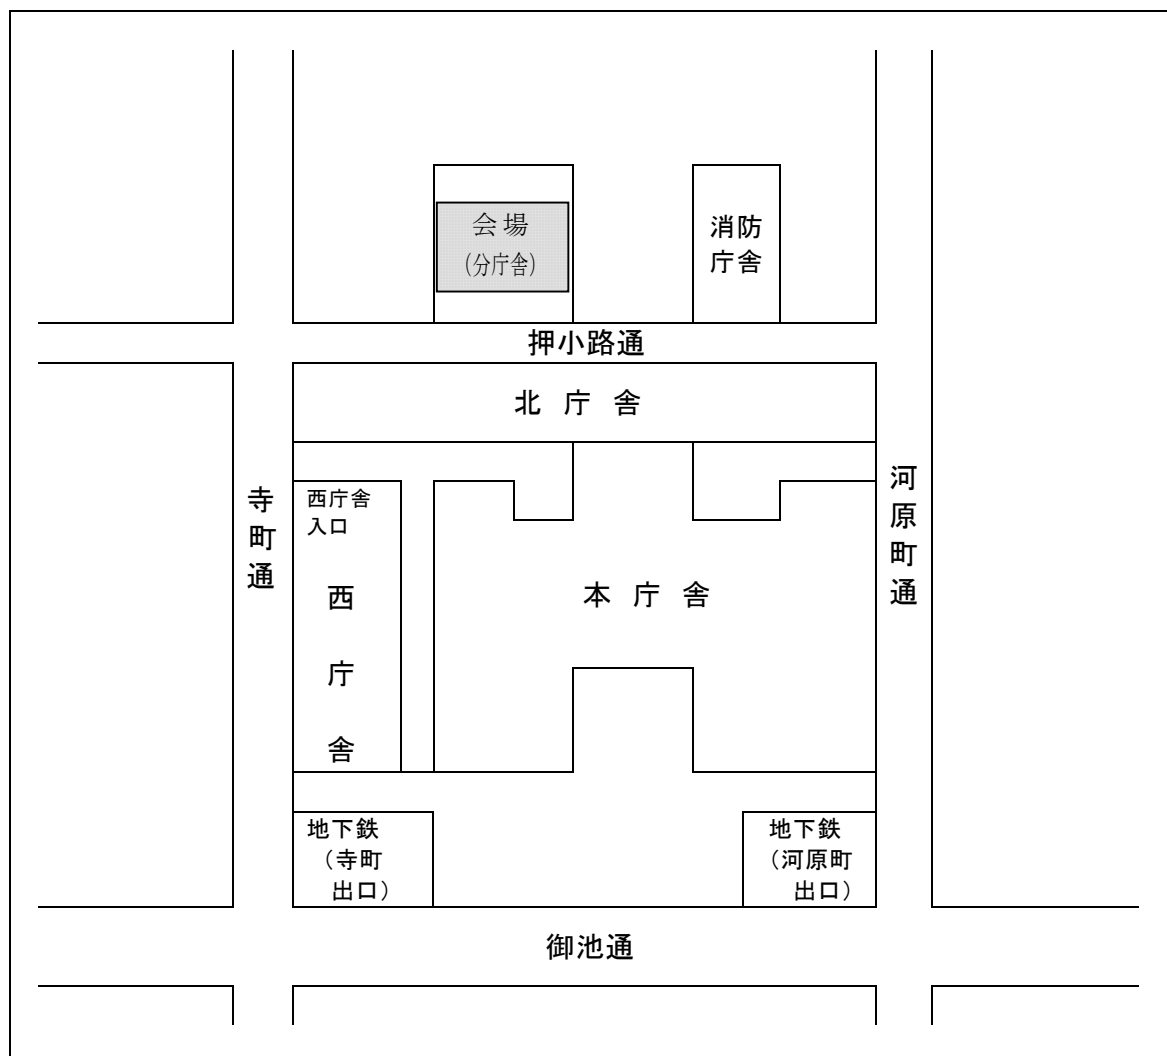 会場
(分庁舎)
消防
庁舎
押小路通
北庁舎
寺町通
西庁舎
入口
西庁舎
本庁舎
河原町通
地下鉄
(寺町
出口)
地下鉄
(河原町
出口)
御池通